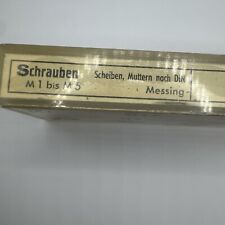 Schrauben
M 1 bis M 5
Scheiben, Muttern nach DIN
Messing-